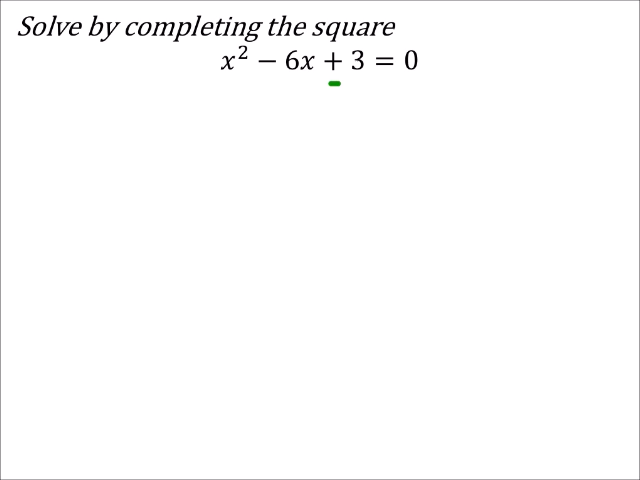 Solve by completing the square
x² − 6x + 3 = 0